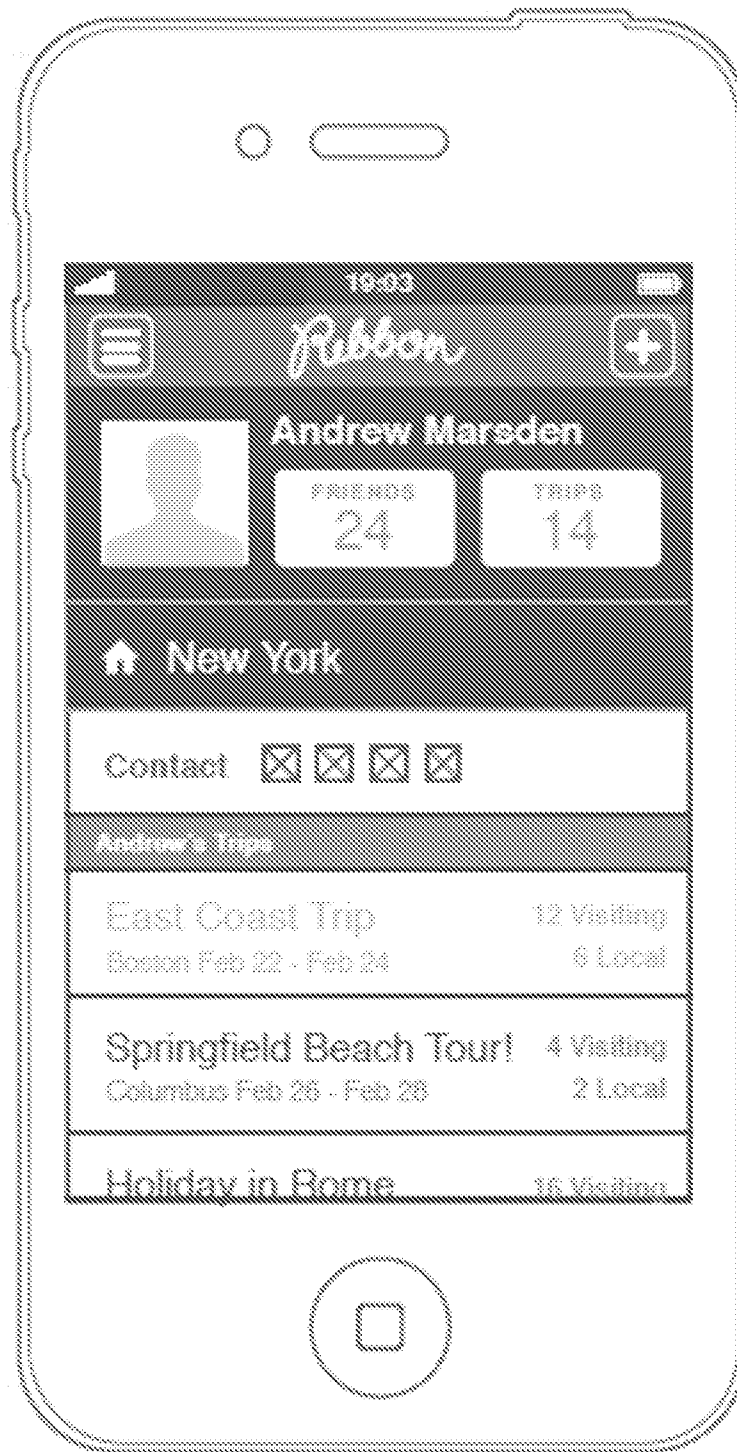 19:03
Ribbon
Andrew Marsden
FRIENDS
24
TRIPS
14
New York
Contact
Andrew's Trips
East Coast Trip
12 Visiting
Boston Feb 22 - Feb 24
6 Local
Springfield Beach Tour!
4 Visiting
Columbus Feb 26 - Feb 28
2 Local
Holiday in Rome
16 Visiting